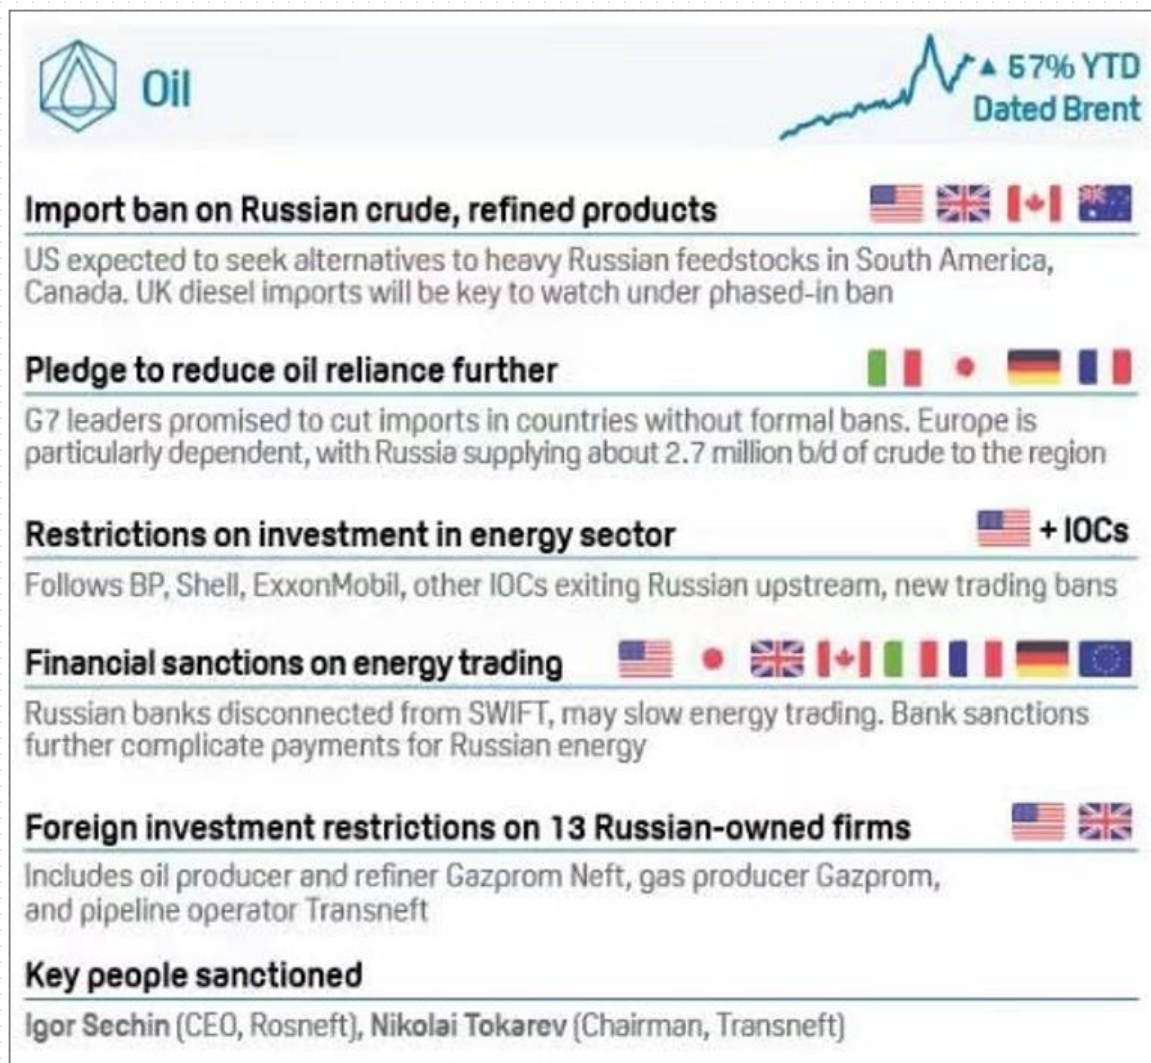 Oil
▲ 57% YTD
Dated Brent
Import ban on Russian crude, refined products
US expected to seek alternatives to heavy Russian feedstocks in South America,
Canada. UK diesel imports will be key to watch under phased-in ban
Pledge to reduce oil reliance further
G7 leaders promised to cut imports in countries without formal bans. Europe is
particularly dependent, with Russia supplying about 2.7 million b/d of crude to the region
Restrictions on investment in energy sector
+ IOCs
Follows BP, Shell, ExxonMobil, other IOCs exiting Russian upstream, new trading bans
Financial sanctions on energy trading
Russian banks disconnected from SWIFT, may slow energy trading. Bank sanctions
further complicate payments for Russian energy
Foreign investment restrictions on 13 Russian-owned firms
Includes oil producer and refiner Gazprom Neft, gas producer Gazprom,
and pipeline operator Transneft
Key people sanctioned
Igor Sechin (CEO, Rosneft), Nikolai Tokarev (Chairman, Transneft)